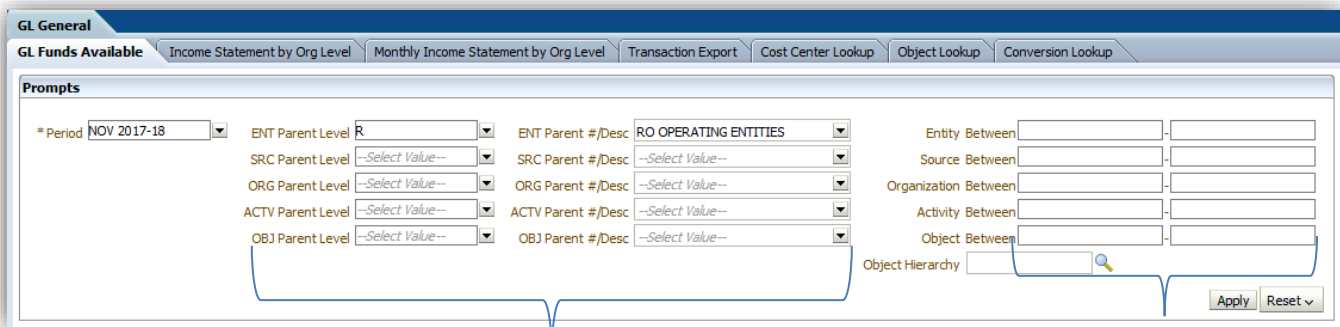 GL General
GL Funds Available Income Statement by Org Level Monthly Income Statement by Org Level Transaction Export Cost Center Lookup Object Lookup Conversion Lookup
Prompts
* Period NOV 2017-18 ENT Parent Level R ENT Parent #/Desc RO OPERATING ENTITIES Entity Between -
SRC Parent Level --Select Value-- SRC Parent #/Desc --Select Value-- Source Between -
ORG Parent Level --Select Value-- ORG Parent #/Desc --Select Value-- Organization Between -
ACTV Parent Level --Select Value-- ACTV Parent #/Desc --Select Value-- Activity Between -
OBJ Parent Level --Select Value-- OBJ Parent #/Desc --Select Value-- Object Between -
Object Hierarchy
Apply Reset